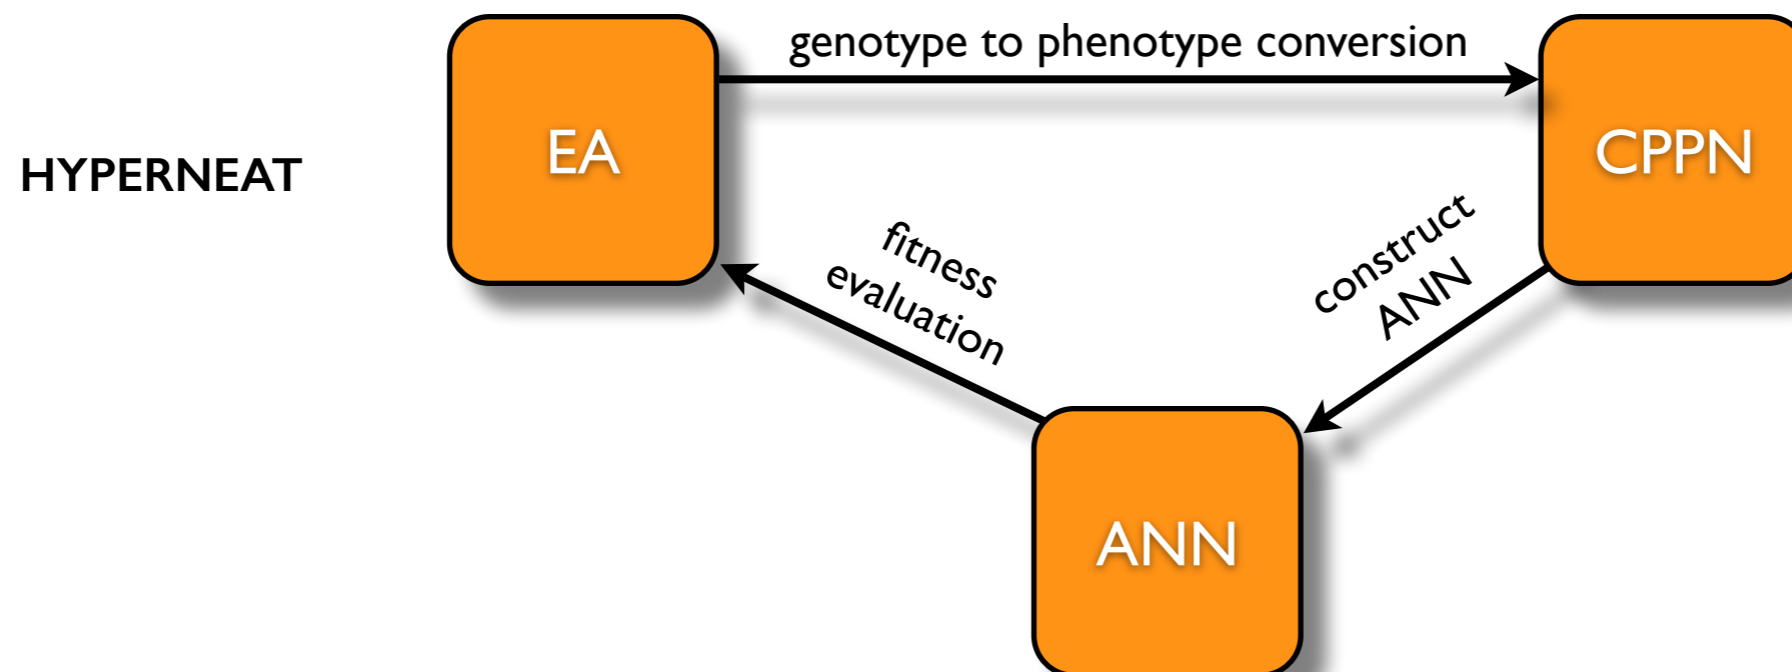 genotype to phenotype conversion
HYPERNEAT
EA
CPPN
fitness
evaluation
construct
ANN
ANN